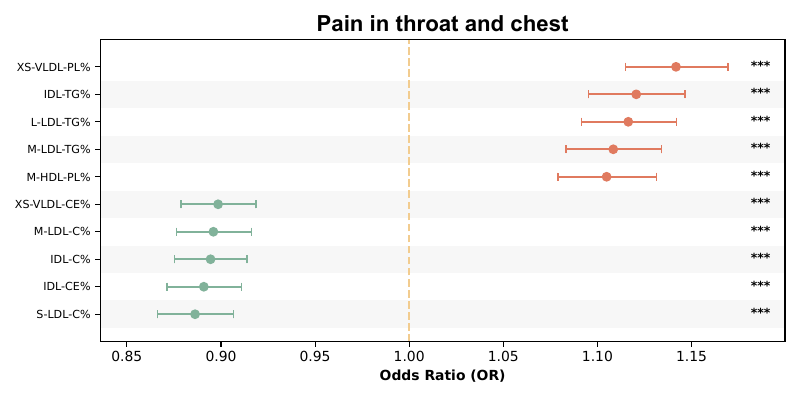 Pain in throat and chest
XS-VLDL-PL% ***
IDL-TG% ***
L-LDL-TG% ***
M-LDL-TG% ***
M-HDL-PL% ***
XS-VLDL-CE% ***
M-LDL-C% ***
IDL-C% ***
IDL-CE% ***
S-LDL-C% ***
0.85 0.90 0.95 1.00 1.05 1.10 1.15
Odds Ratio (OR)